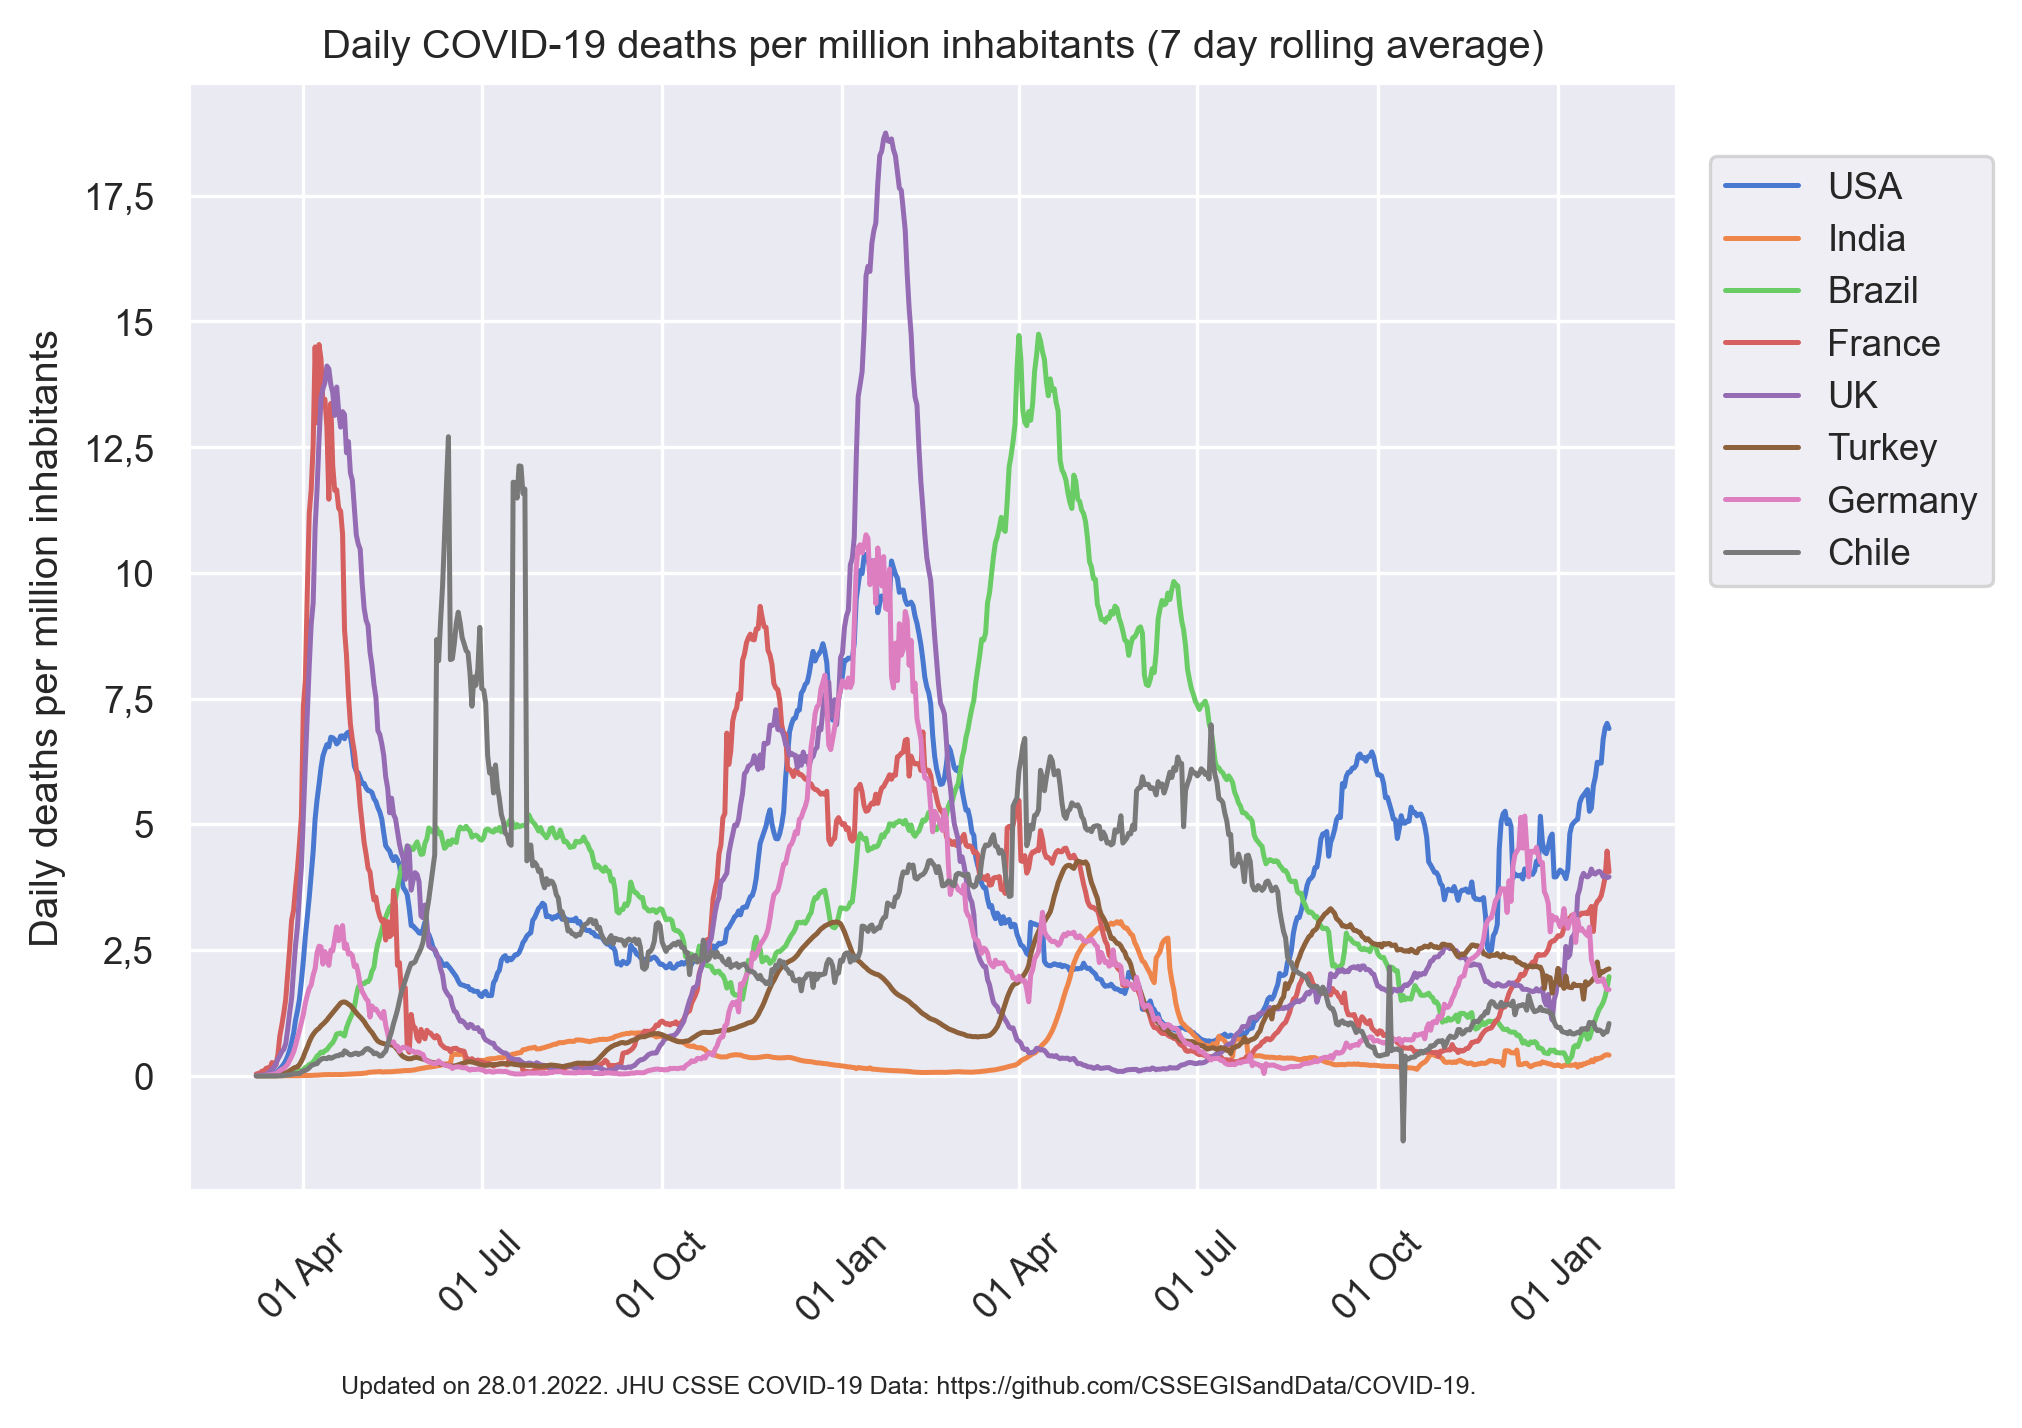 Daily COVID-19 deaths per million inhabitants (7 day rolling average)
Daily deaths per million inhabitants
17,5
15
12,5
10
7,5
5
2,5
0
01 Apr
01 Jul
01 Oct
01 Jan
01 Apr
01 Jul
01 Oct
01 Jan
USA
India
Brazil
France
UK
Turkey
Germany
Chile
Updated on 28.01.2022. JHU CSSE COVID-19 Data: https://github.com/CSSEGISandData/COVID-19.